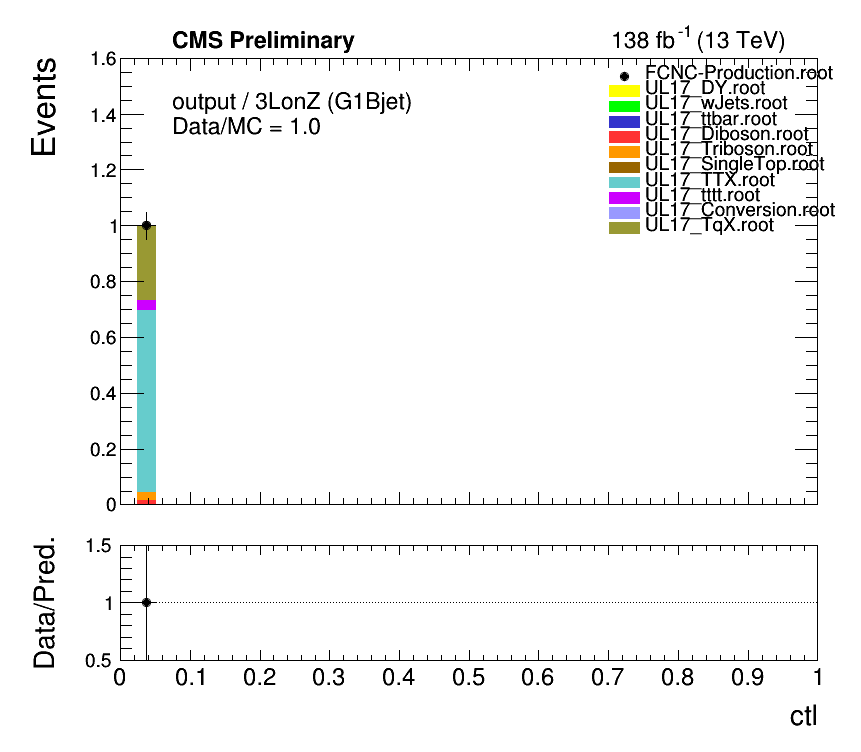 CMS Preliminary
138 fb-1 (13 TeV)
Events
1.6
1.4
1.2
1
0.8
0.6
0.4
0.2
0
output / 3LonZ (G1Bjet)
Data/MC = 1.0
FCNC-Production.root
UL17_DY.root
UL17_wJets.root
UL17_ttbar.root
UL17_Diboson.root
UL17_Triboson.root
UL17_SingleTop.root
UL17_TTX.root
UL17_tttt.root
UL17_Conversion.root
UL17_TqX.root
Data/Pred.
1.5
1
0.5
0 0.1 0.2 0.3 0.4 0.5 0.6 0.7 0.8 0.9 1
ctl